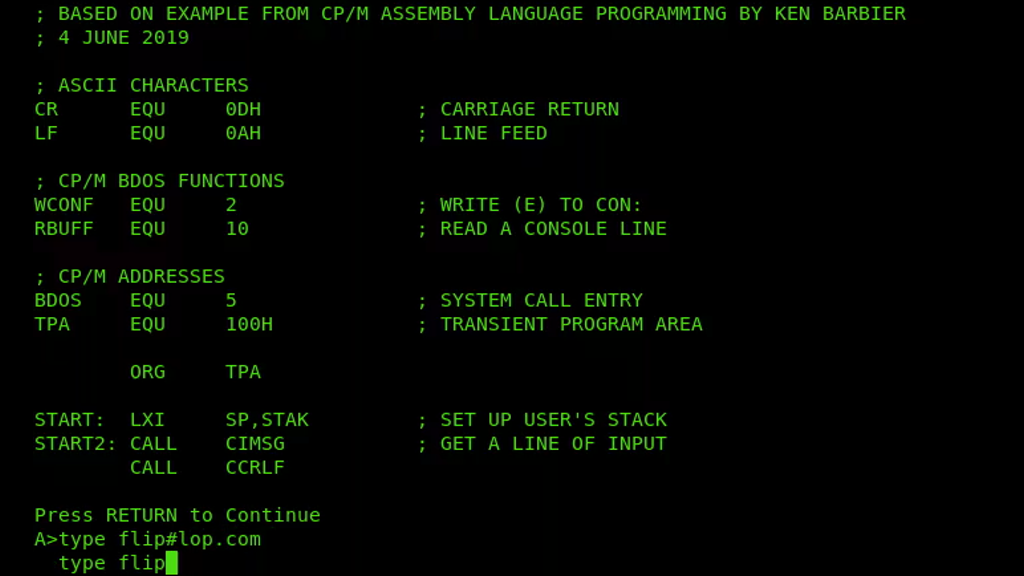 ; BASED ON EXAMPLE FROM CP/M ASSEMBLY LANGUAGE PROGRAMMING BY KEN BARBIER
; 4 JUNE 2019
; ASCII CHARACTERS
CR      EQU     0DH             ; CARRIAGE RETURN
LF      EQU     0AH             ; LINE FEED
; CP/M BDOS FUNCTIONS
WCONF   EQU     2               ; WRITE (E) TO CON:
RBUFF   EQU     10              ; READ A CONSOLE LINE
; CP/M ADDRESSES
BDOS    EQU     5               ; SYSTEM CALL ENTRY
TPA     EQU     100H            ; TRANSIENT PROGRAM AREA
        ORG     TPA
START:  LXI     SP,STAK         ; SET UP USER'S STACK
START2: CALL    CIMSG           ; GET A LINE OF INPUT
        CALL    CCRLF
Press RETURN to Continue
A>type flip#lop.com
  type flip